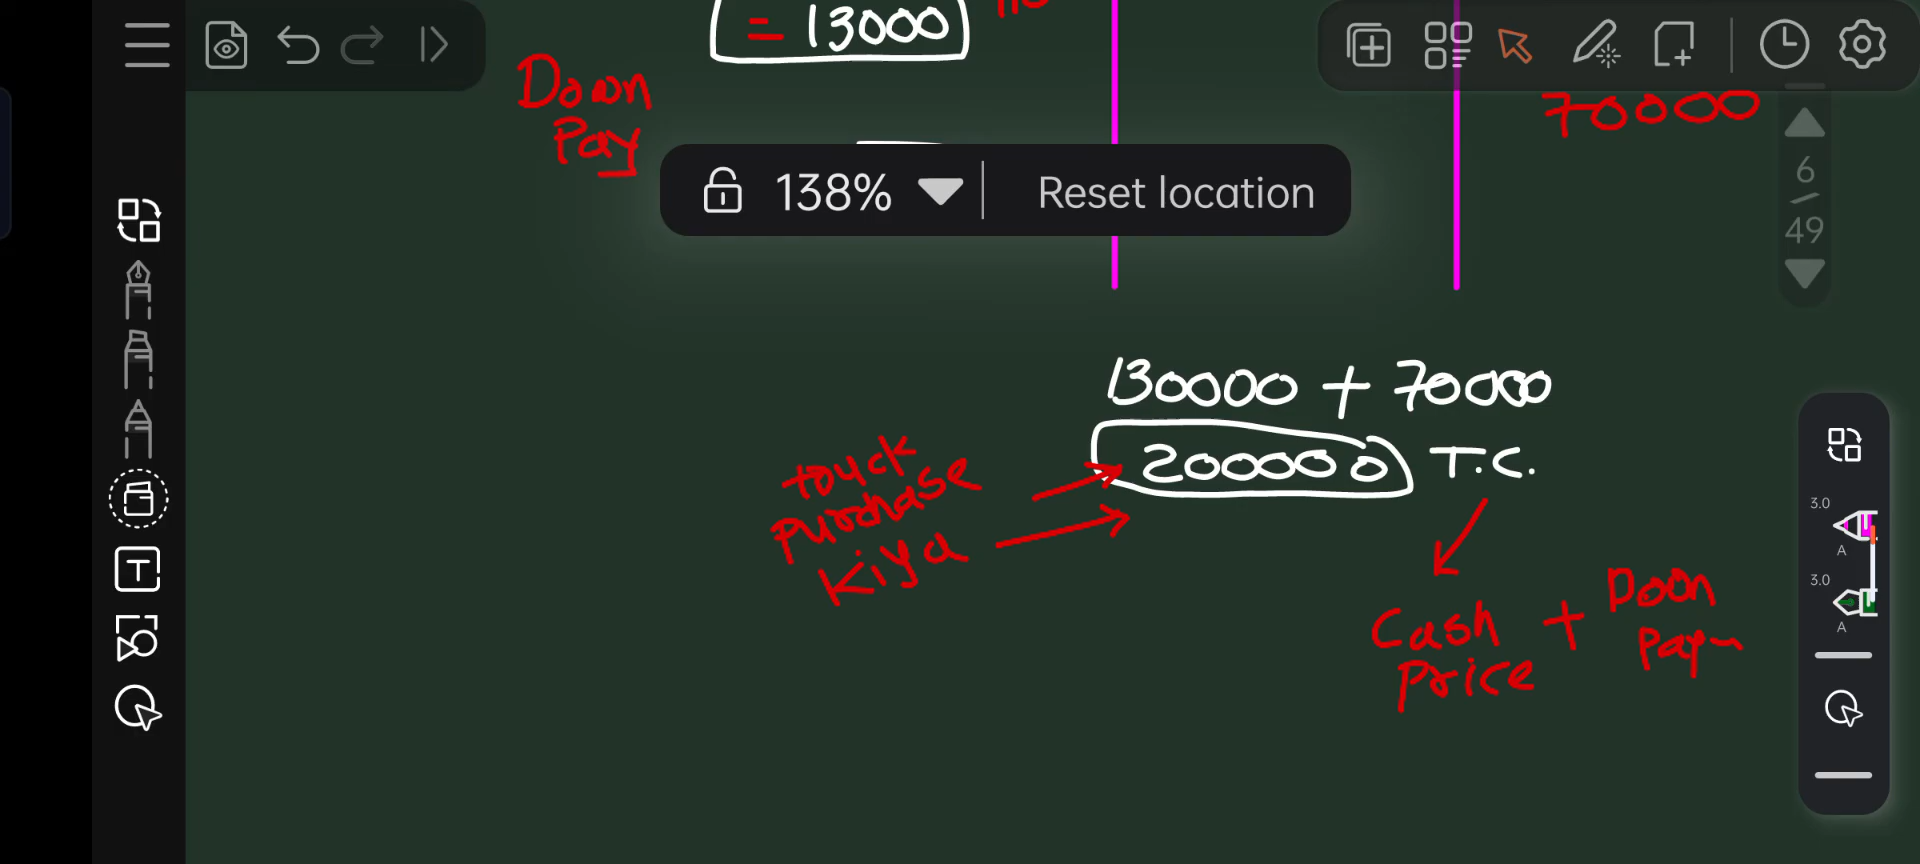 = 13000
Down
Pay
70000
138%
Reset location
6
49
130000 + 70000
200000 T.C.
touck
purchase
kiya
Cash
Price
+
Down
Pay
3.0
A
3.0
A
T